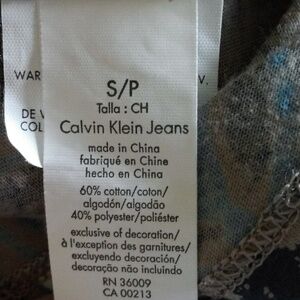 WAR
V.
DE
COL
S/P
Talla : CH
Calvin Klein Jeans
made in China
fabriqué en Chine
hecho en China
60% cotton/coton/
algodón/algodão
40% polyester/poliéster
exclusive of decoration/
à l'exception des garnitures/
excluyendo decoración/
decoração não incluindo
RN 36009
CA 00213